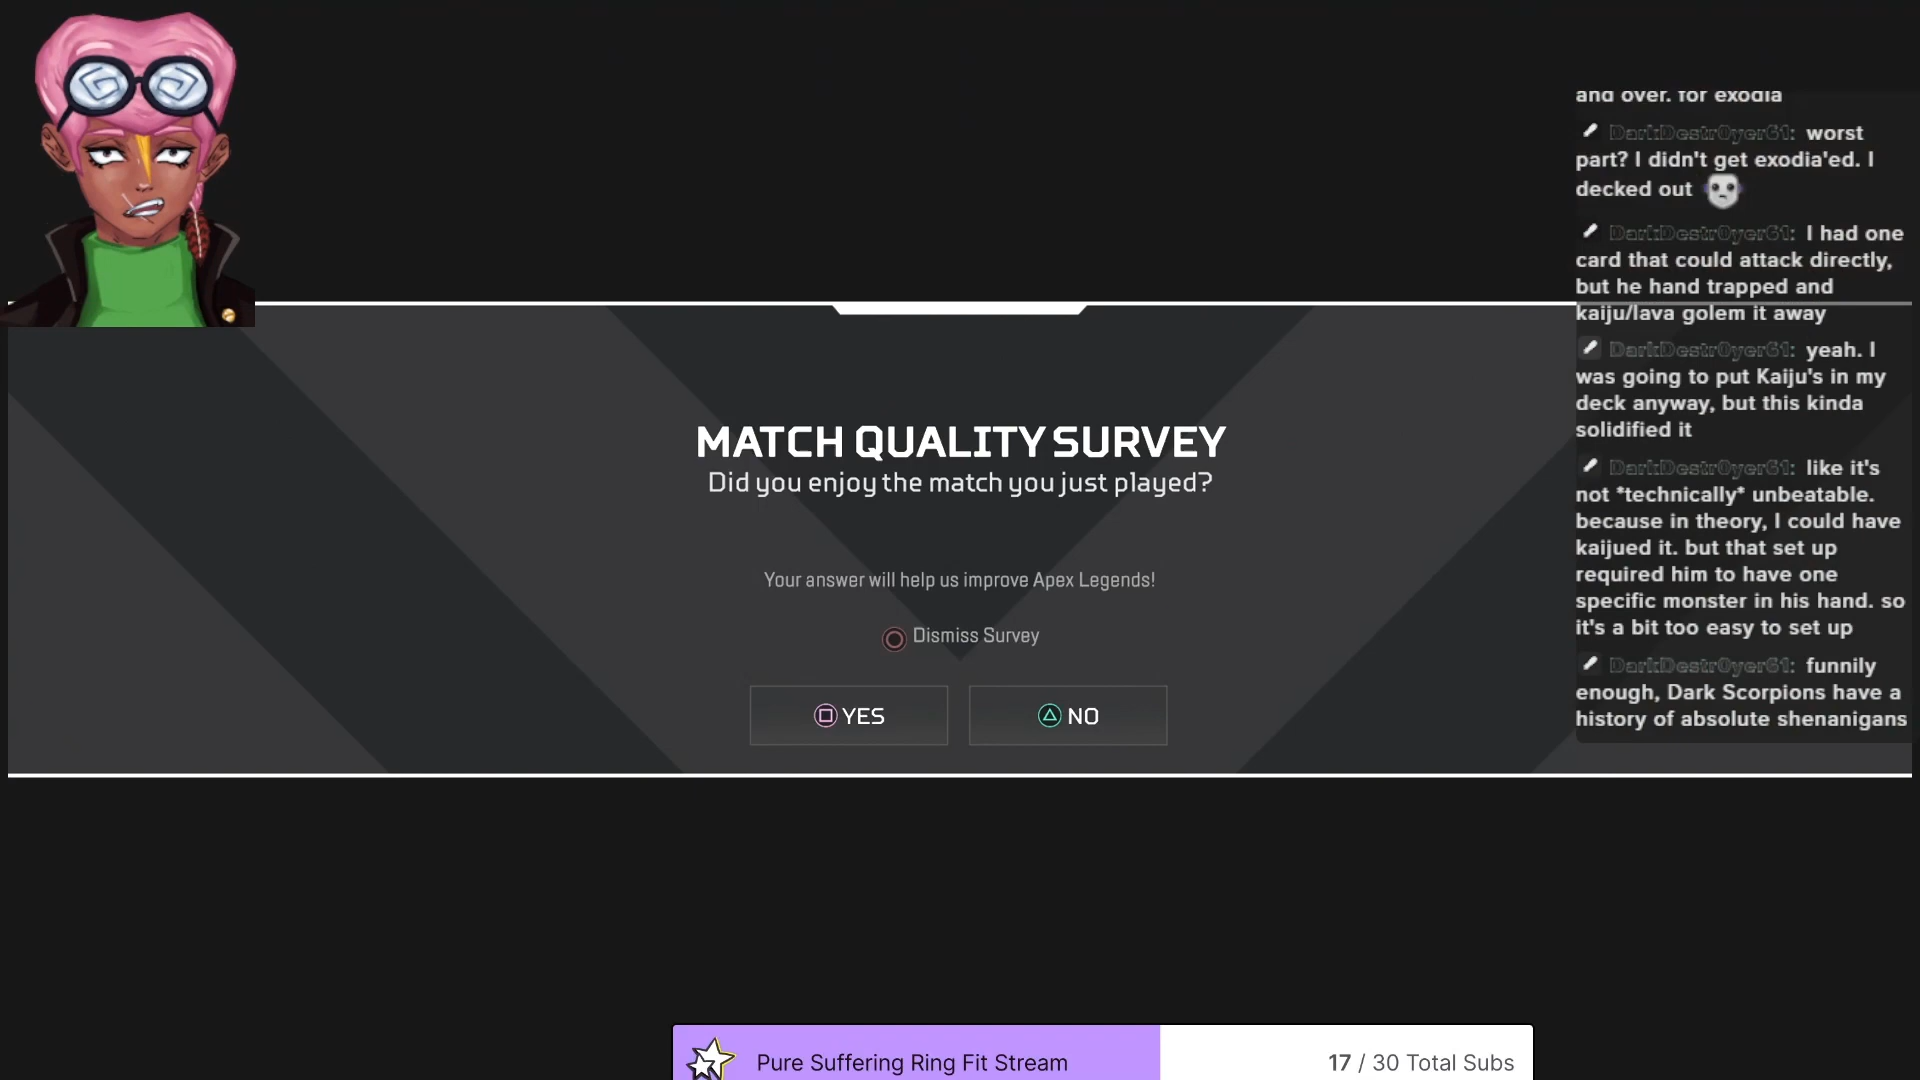 and over. for exodia
DarkDestr0yer61: worst
part? I didn't get exodia'ed. I
decked out
DarkDestr0yer61: I had one
card that could attack directly,
but he hand trapped and
kaiju/lava golem it away
DarkDestr0yer61: yeah. I
was going to put Kaiju's in my
deck anyway, but this kinda
solidified it
DarkDestr0yer61: like it's
not *technically* unbeatable.
because in theory, I could have
kaijued it. but that set up
required him to have one
specific monster in his hand. so
it's a bit too easy to set up
DarkDestr0yer61: funnily
enough, Dark Scorpions have a
history of absolute shenanigans
MATCH QUALITY SURVEY
Did you enjoy the match you just played?
Your answer will help us improve Apex Legends!
Dismiss Survey
YES
NO
Pure Suffering Ring Fit Stream
17 / 30 Total Subs